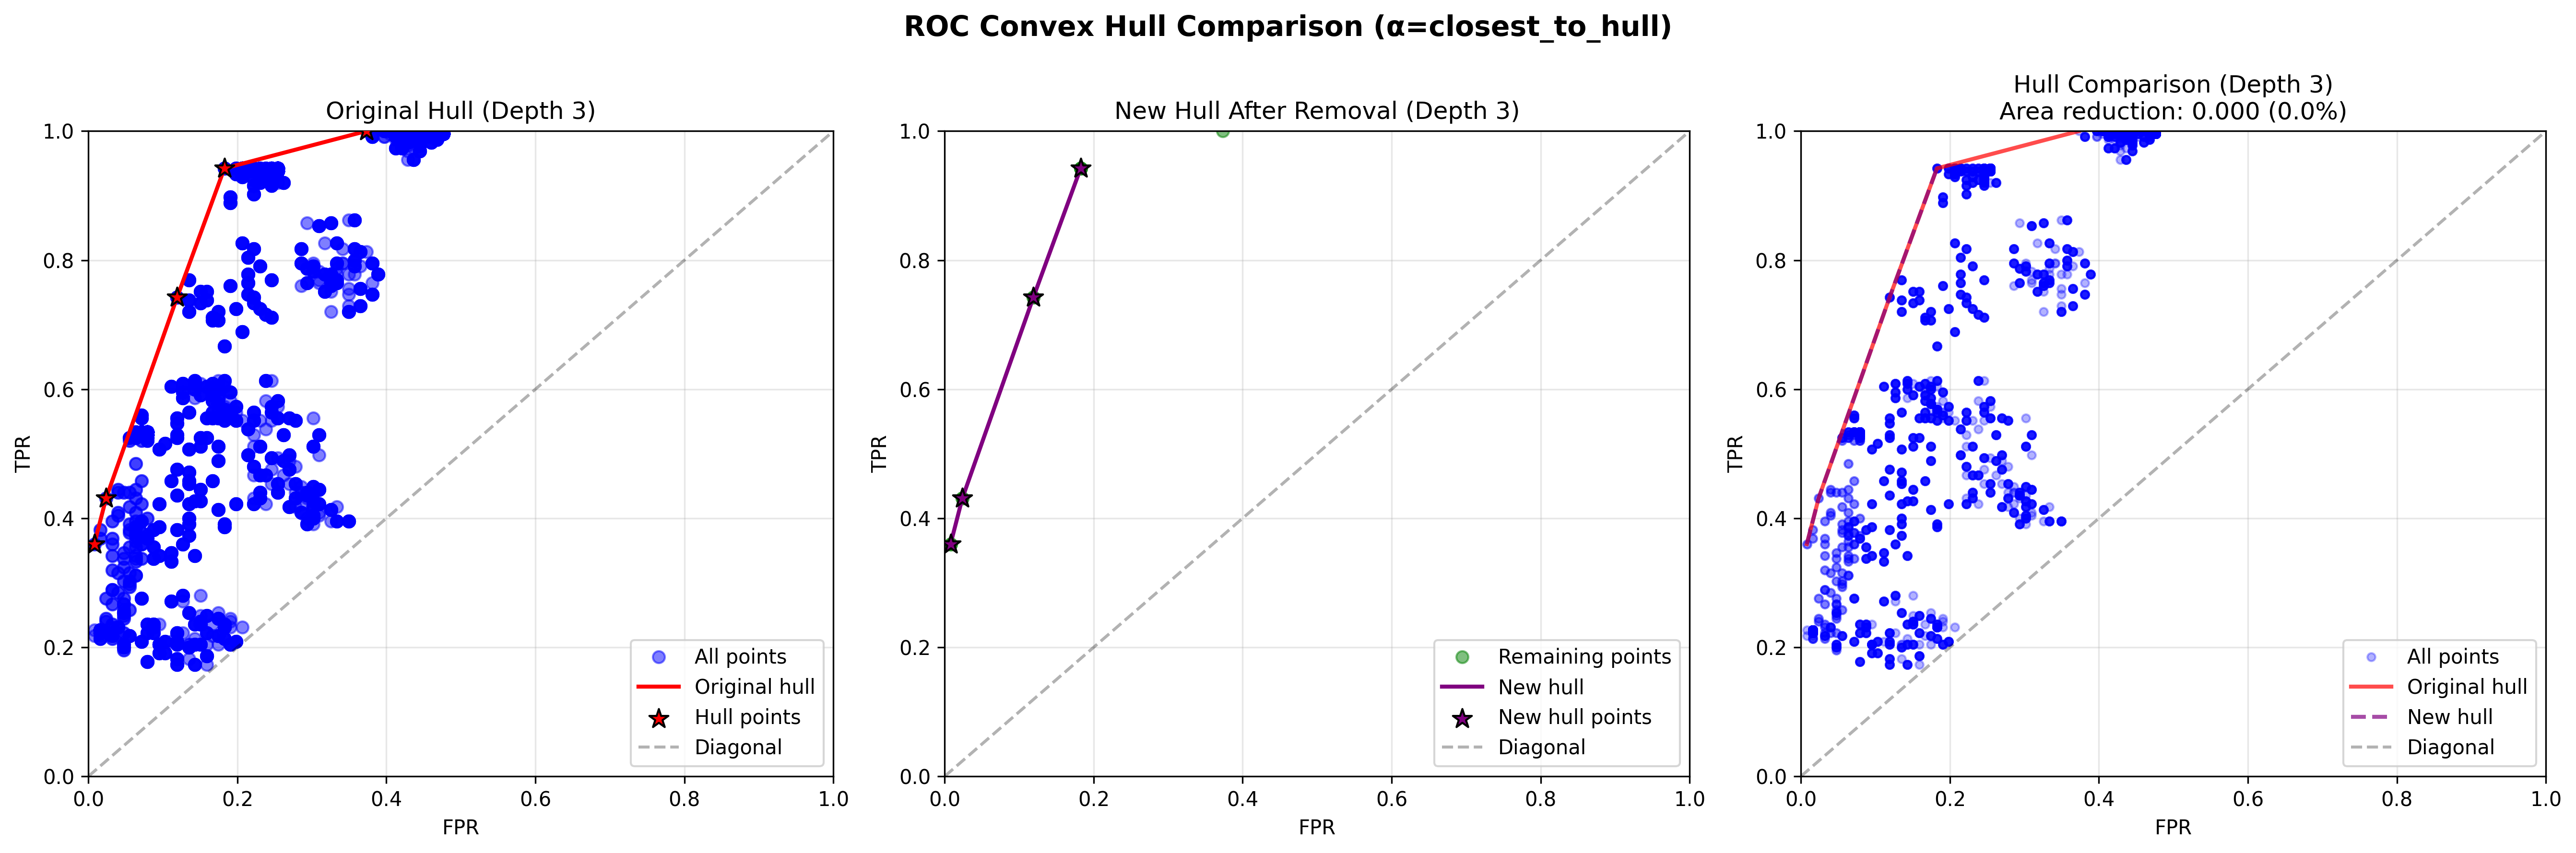 ROC Convex Hull Comparison (α=closest_to_hull)
Original Hull (Depth 3)
1.0
0.8
0.6
0.4
0.2
0.0
TPR
0.0 0.2 0.4 0.6 0.8 1.0
FPR
All points
Original hull
Hull points
Diagonal
New Hull After Removal (Depth 3)
1.0
0.8
0.6
0.4
0.2
0.0
TPR
0.0 0.2 0.4 0.6 0.8 1.0
FPR
Remaining points
New hull
New hull points
Diagonal
Hull Comparison (Depth 3)
Area reduction: 0.000 (0.0%)
1.0
0.8
0.6
0.4
0.2
0.0
TPR
0.0 0.2 0.4 0.6 0.8 1.0
FPR
All points
Original hull
New hull
Diagonal